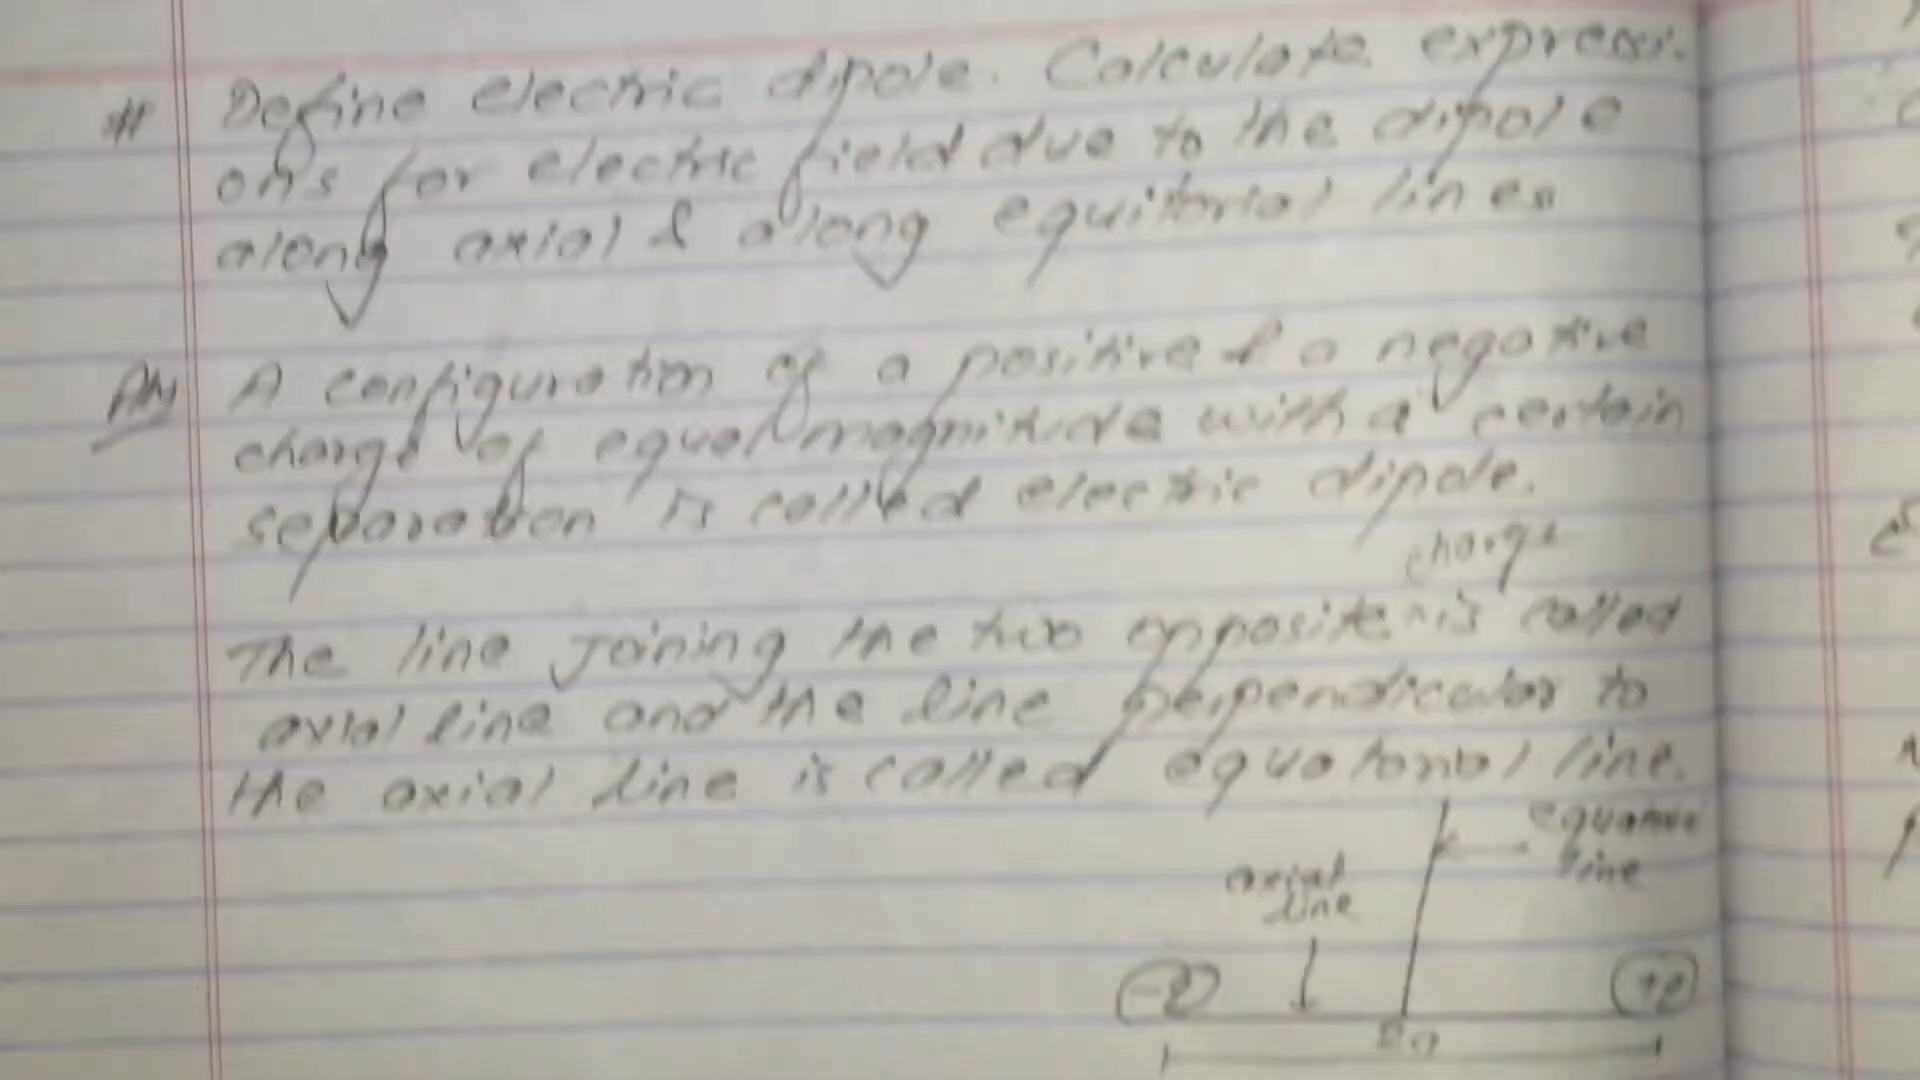 # Define electric dipole. Calculate expressi-
ons for electric field due to the dipole
along axial & along equitorial lines
Ans A configuration of a positive & a negative
charge of equal magnitude with a certain
separation is called electric dipole.
charge
The line joining the two opposite ^ is called
axial line and the line perpendicular to
the axial line is called equatorial line.
axial
line
line
-q
+q